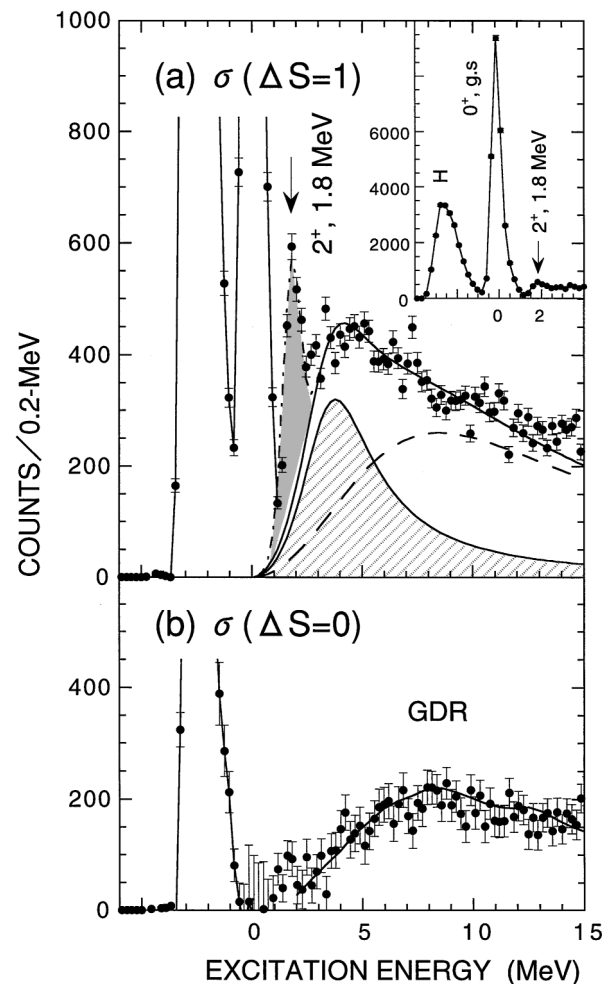 1000
800
600
400
200
0
COUNTS/0.2-MeV
(a) σ (ΔS=1)
2⁺, 1.8 MeV
6000
4000
2000
0
H
0⁺, g.s
2⁺, 1.8 MeV
0 2
(b) σ (ΔS=0)
GDR
400
200
0
0 5 10 15
EXCITATION ENERGY (MeV)